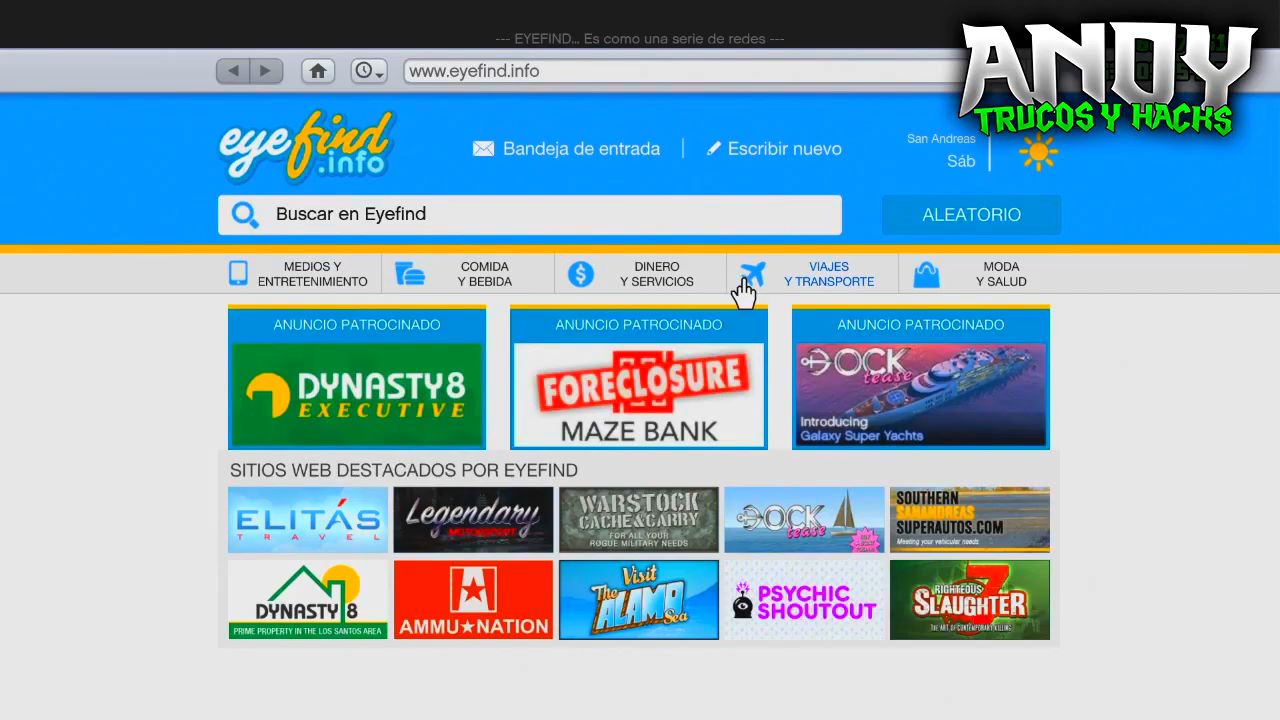 --- EYEFIND... Es como una serie de redes ---
ANDY
TRUCOS Y HACKS
www.eyefind.info
eyefind
.info
Bandeja de entrada
Escribir nuevo
San Andreas
Sáb
Buscar en Eyefind
ALEATORIO
MEDIOS Y
ENTRETENIMIENTO
COMIDA
Y BEBIDA
DINERO
Y SERVICIOS
VIAJES
Y TRANSPORTE
MODA
Y SALUD
ANUNCIO PATROCINADO
DYNASTY8
EXECUTIVE
ANUNCIO PATROCINADO
FORECLOSURE
MAZE BANK
ANUNCIO PATROCINADO
DOCK
tease
Introducing
Galaxy Super Yachts
SITIOS WEB DESTACADOS POR EYEFIND
ELITÁS
TRAVEL
Legendary
MOTORSPORT
WARSTOCK
CACHE&CARRY
FOR ALL YOUR
ROGUE MILITARY NEEDS
DOCK
tease
SOUTHERN
SANANDREAS
SUPERAUTOS.COM
Meeting your vehicular needs
DYNASTY 8
PRIME PROPERTY IN THE LOS SANTOS AREA
AMMU★NATION
Visit
The
ALAMO
Sea
PSYCHIC
SHOUTOUT
RIGHTEOUS
SLAUGHTER
7
THE ART OF CONTEMPORARY KILLING